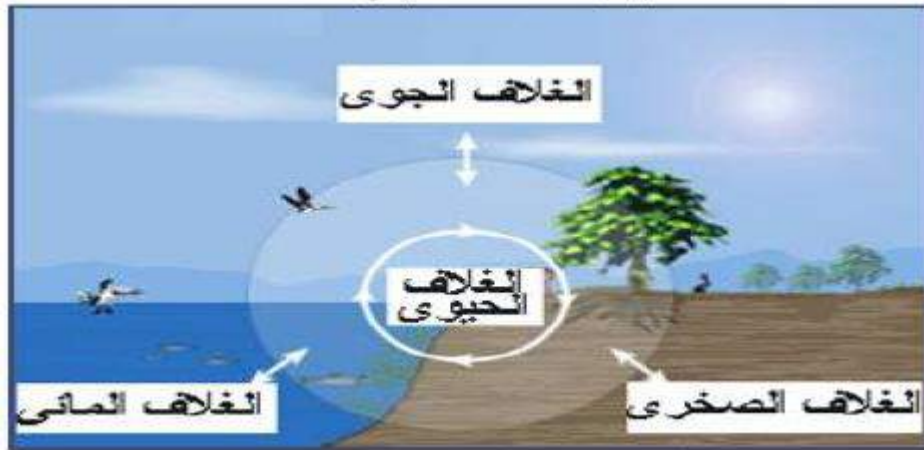 الغلاف الجوى
الغلاف
الحيوى
الغلاف الصخرى
الغلاف المائى